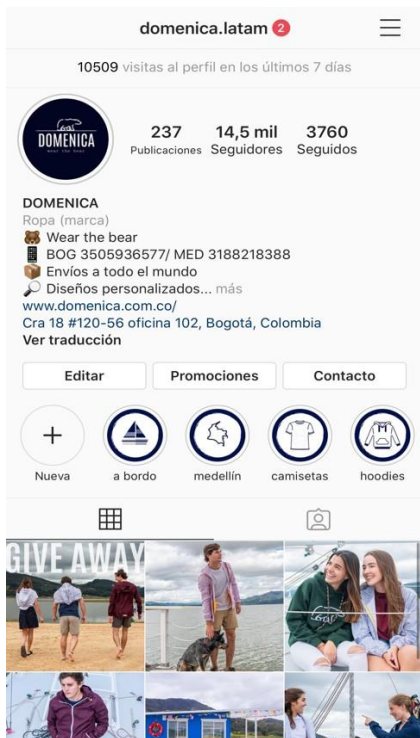 domenica.latam 2
10509 visitas al perfil en los últimos 7 días
DOMENICA
Wear the bear
237 14,5 mil 3760
Publicaciones Seguidores Seguidos
DOMENICA
Ropa (marca)
Wear the bear
BOG 3505936577/ MED 3188218388
Envíos a todo el mundo
Diseños personalizados... más
www.domenica.com.co/
Cra 18 #120-56 oficina 102, Bogotá, Colombia
Ver traducción
Editar Promociones Contacto
Nueva a bordo medellín camisetas hoodies
GIVE AWAY